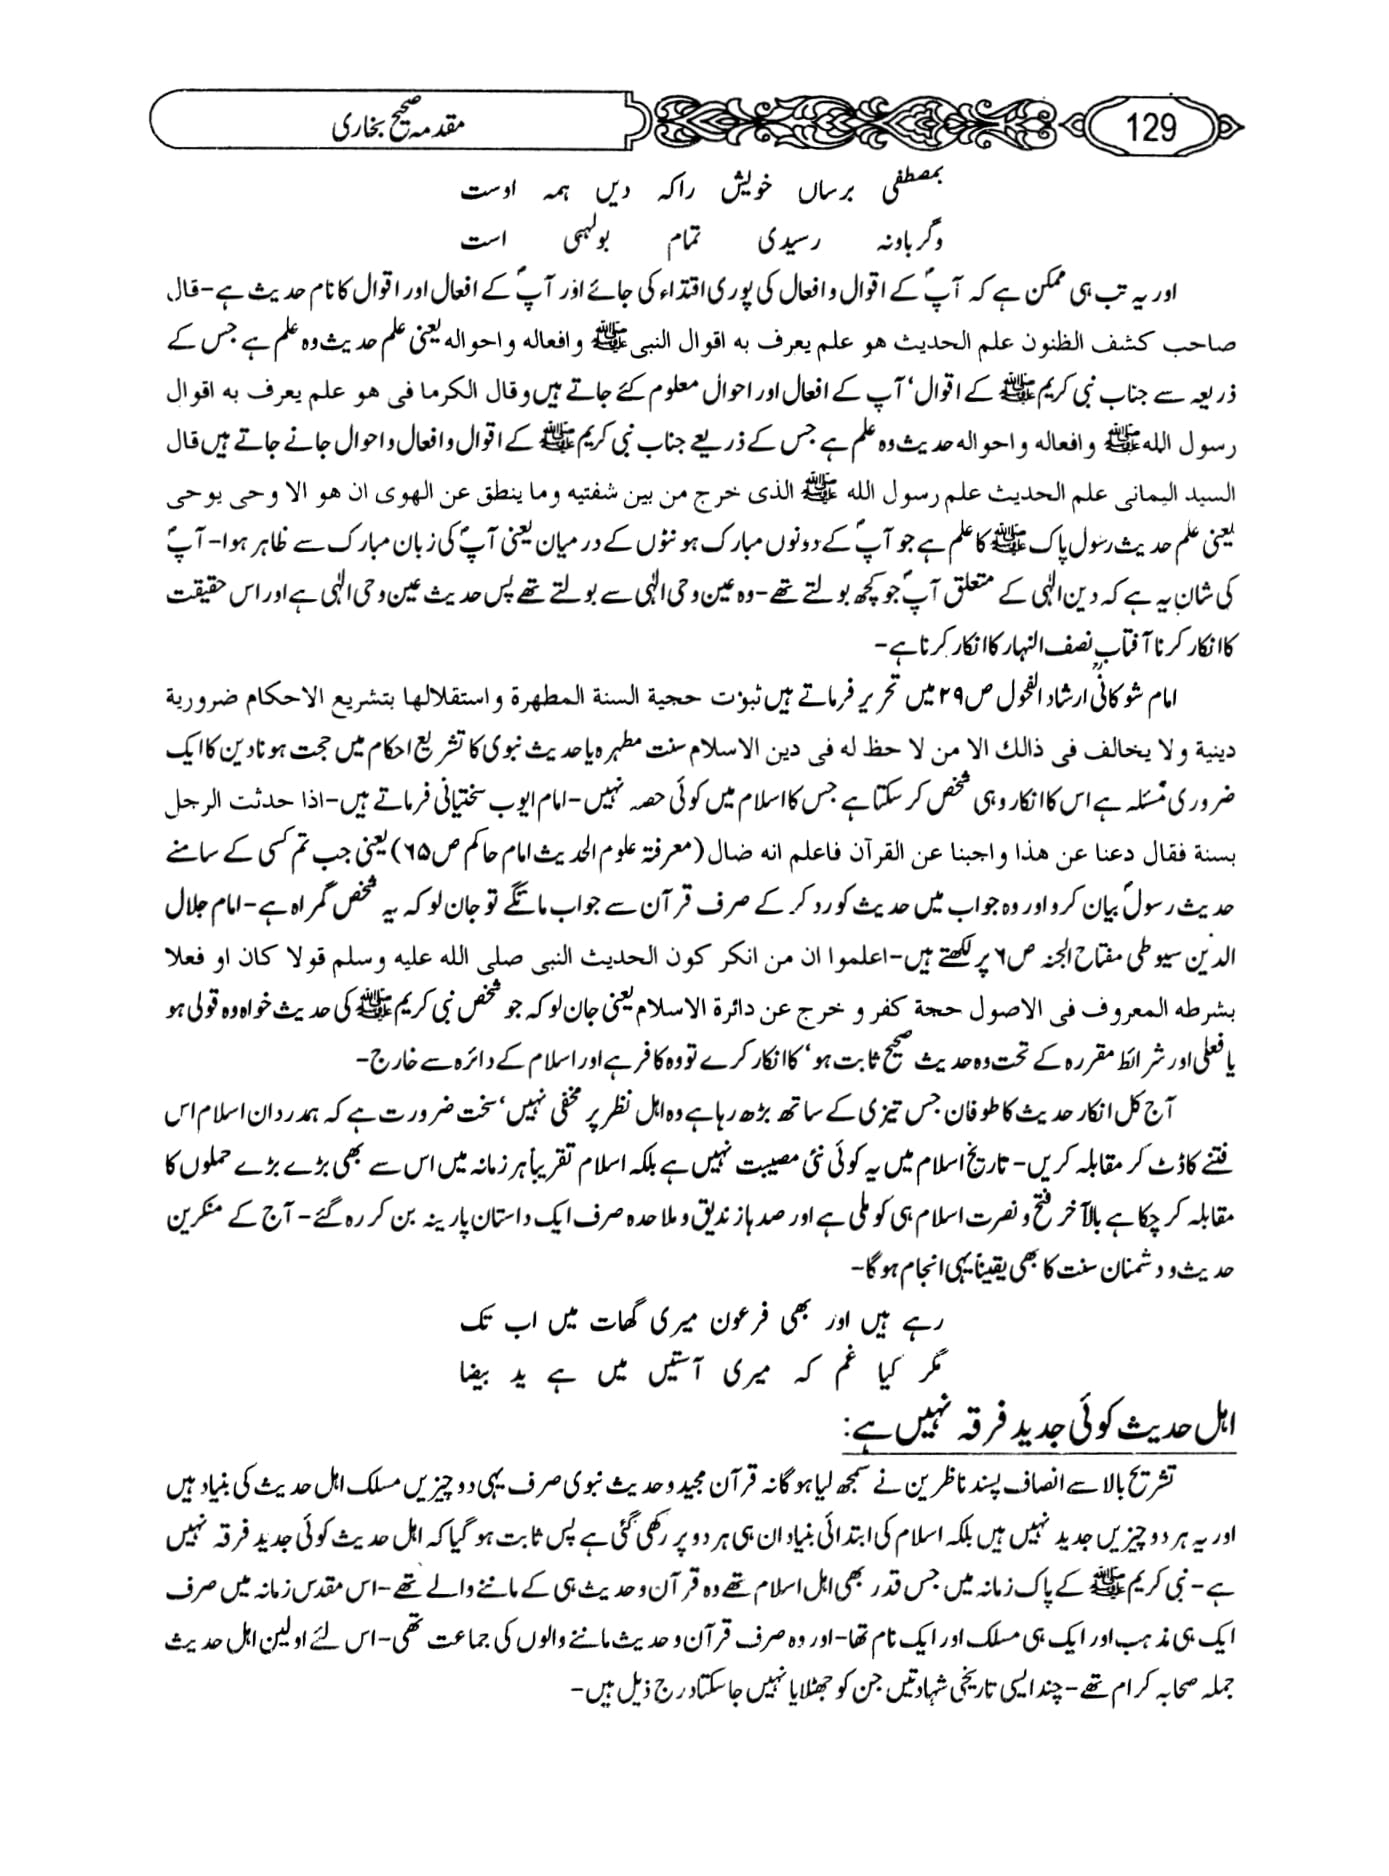 129
مقدمہ صحیح بخاری
بمصطفی برساں خویش راکہ دیں ہمہ اوست
وگر باونہ رسیدی تمام بولہبی است
اور یہ تب ہی ممکن ہے کہ آپؐ کے اقوال و افعال کی پوری اقتداء کی جائے اور آپؐ کے افعال اور اقوال کا نام حدیث ہے- قال
صاحب کشف الظنون علم الحدیث هو علم یعرف به اقوال النبی ﷺ و افعاله و احواله یعنی علم حدیث وہ علم ہے جس کے
ذریعہ سے جناب نبی کریم ﷺ کے اقوال‘ آپ کے افعال اور احوال معلوم کئے جاتے ہیں و قال الکرما فی هو علم یعرف به اقوال
رسول الله ﷺ و افعاله و احواله حدیث وہ علم ہے جس کے ذریعے جناب نبی کریم ﷺ کے اقوال و افعال و احوال جانے جاتے ہیں قال
السید الیمانی علم الحدیث علم رسول الله ﷺ الذی خرج من بین شفتیه وما ینطق عن الهوی ان هو الا وحی یوحی
یعنی علم حدیث رسول پاک ﷺ کا علم ہے جو آپؐ کے دونوں مبارک ہونٹوں کے درمیان یعنی آپؐ کی زبان مبارک سے ظاہر ہوا- آپؐ
کی شان یہ ہے کہ دین الٰہی کے متعلق آپؐ جو کچھ بولتے تھے- وہ عین وحی الٰہی سے بولتے تھے پس حدیث عین وحی الٰہی ہے اور اس حقیقت
کا انکار کرنا آفتاب نصف النہار کا انکار کرنا ہے-
امام شوکانیؒ ارشاد الفحول ص ۲۹ میں تحریر فرماتے ہیں ثبوت حجیة السنة المطهرة و استقلالها بتشریع الاحکام ضروریة
دینیة ولا یخالف فی ذالك الا من لا حظ له فی دین الاسلام سنت مطہرہ یا حدیث نبوی کا تشریع احکام میں حجت ہونا دین کا ایک
ضروری مسئلہ ہے اس کا انکار وہی شخص کر سکتا ہے جس کا اسلام میں کوئی حصہ نہیں- امام ایوب سختیانی فرماتے ہیں- اذا حدثت الرجل
بسنة فقال دعنا عن هذا و اجبنا عن القرآن فاعلم انه ضال (معرفۃ علوم الحدیث امام حاکم ص ۶۵) یعنی جب تم کسی کے سامنے
حدیث رسولؐ بیان کرو اور وہ جواب میں حدیث کو رد کر کے صرف قرآن سے جواب مانگے تو جان لو کہ یہ شخص گمراہ ہے- امام جلال
الدین سیوطی مفتاح الجنہ ص ۶ پر لکھتے ہیں- اعلموا ان من انکر کون الحدیث النبی صلی الله علیه وسلم قولا کان او فعلا
بشرطه المعروف فی الاصول حجة کفر و خرج عن دائرة الاسلام یعنی جان لو کہ جو شخص نبی کریم ﷺ کی حدیث خواہ وہ قولی ہو
یا فعلی اور شرائط مقررہ کے تحت وہ حدیث صحیح ثابت ہو‘ کا انکار کرے تو وہ کافر ہے اور اسلام کے دائرہ سے خارج-
آج کل انکار حدیث کا طوفان جس تیزی کے ساتھ بڑھ رہا ہے وہ اہل نظر پر مخفی نہیں‘ سخت ضرورت ہے کہ ہمدردان اسلام اس
فتنے کا ڈٹ کر مقابلہ کریں- تاریخ اسلام میں یہ کوئی نئی مصیبت نہیں ہے بلکہ اسلام تقریباً ہر زمانہ میں اس سے بھی بڑے بڑے حملوں کا
مقابلہ کر چکا ہے بالآخر فتح و نصرت اسلام ہی کو ملی ہے اور صدہا زندیق و ملاحدہ صرف ایک داستان پارینہ بن کر رہ گئے- آج کے منکرین
حدیث و دشمنان سنت کا بھی یقیناً یہی انجام ہوگا-
رہے ہیں اور بھی فرعون میری گھات میں اب تک
مگر کیا غم کہ میری آستیں میں ہے ید بیضا
اہل حدیث کوئی جدید فرقہ نہیں ہے:
تشریح بالا سے انصاف پسند ناظرین نے سمجھ لیا ہوگا نہ قرآن مجید و حدیث نبوی صرف یہی دو چیزیں مسلک اہل حدیث کی بنیاد ہیں
اور یہ ہر دو چیزیں جدید نہیں ہیں بلکہ اسلام کی ابتدائی بنیاد ان ہی ہر دو پر رکھی گئی ہے پس ثابت ہوگیا کہ اہل حدیث کوئی جدید فرقہ نہیں
ہے- نبی کریم ﷺ کے پاک زمانہ میں جس قدر بھی اہل اسلام تھے وہ قرآن و حدیث ہی کے ماننے والے تھے- اس مقدس زمانہ میں صرف
ایک ہی مذہب اور ایک ہی مسلک اور ایک نام تھا- اور وہ صرف قرآن و حدیث ماننے والوں کی جماعت تھی- اس لئے اولین اہل حدیث
جملہ صحابہ کرام تھے- چند ایسی تاریخی شہادتیں جن کو جھٹلایا نہیں جا سکتا درج ذیل ہیں-